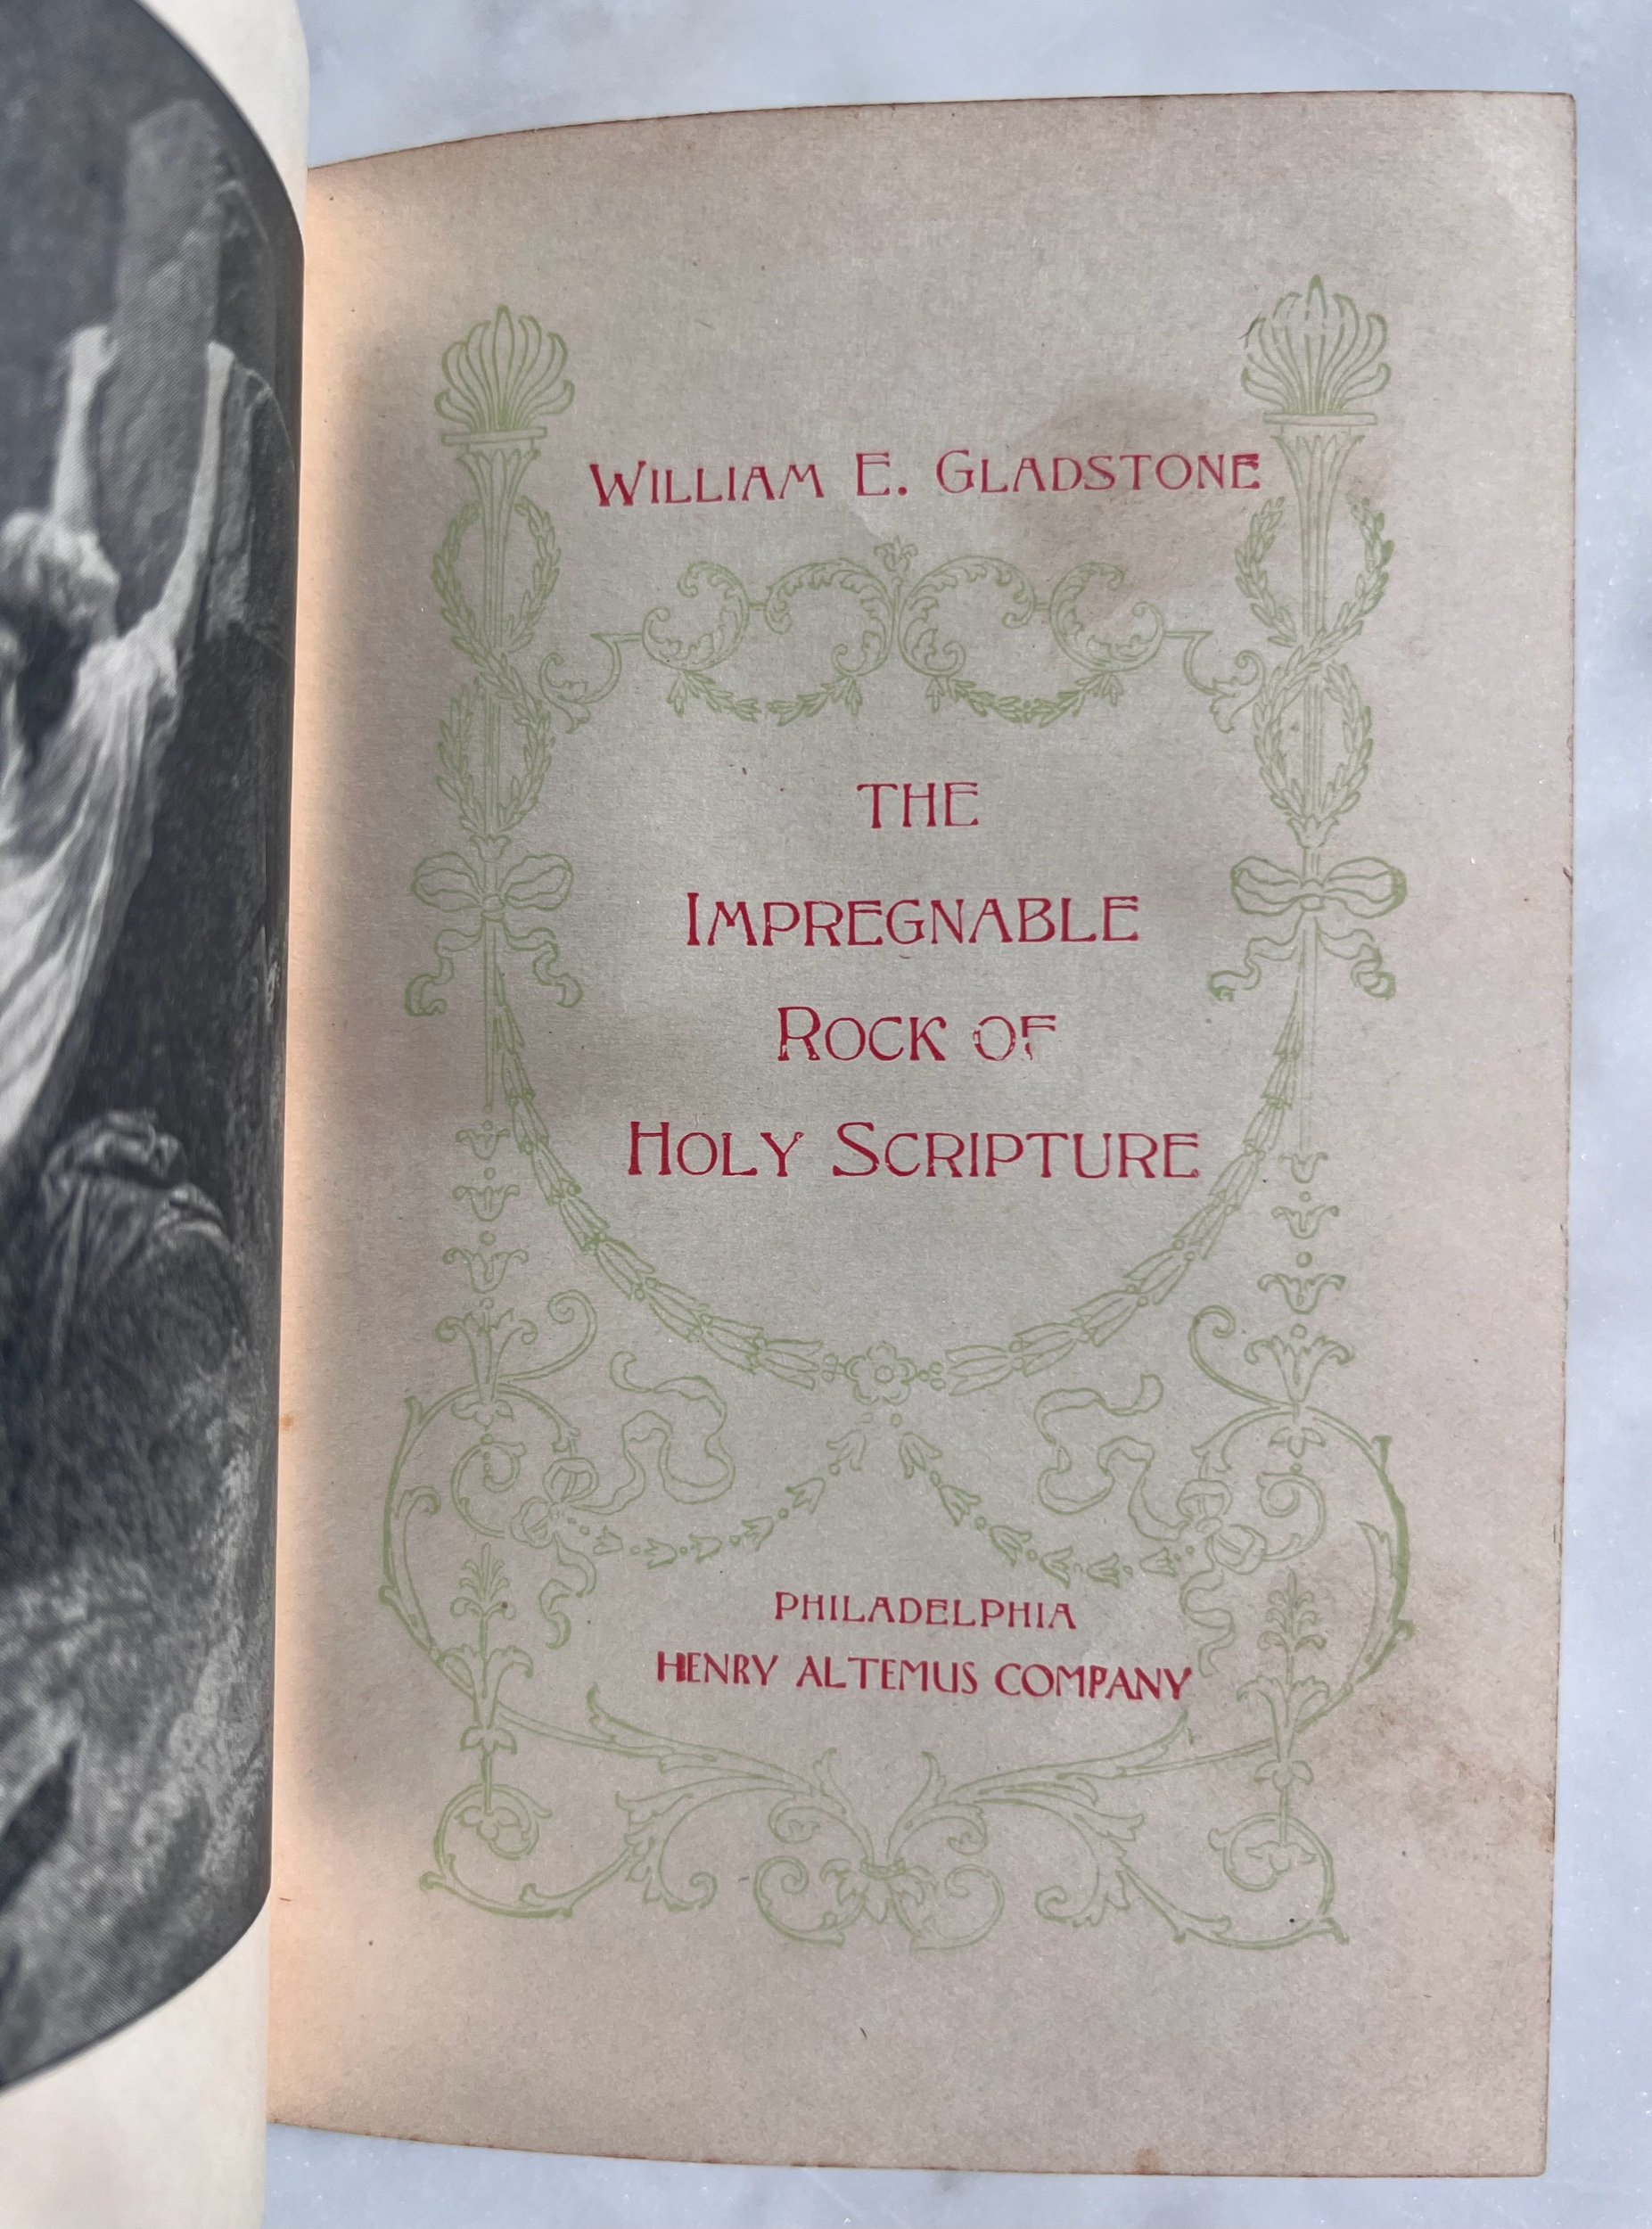 WILLIAM E. GLADSTONE
THE
IMPREGNABLE
ROCK OF
HOLY SCRIPTURE
PHILADELPHIA
HENRY ALTEMUS COMPANY